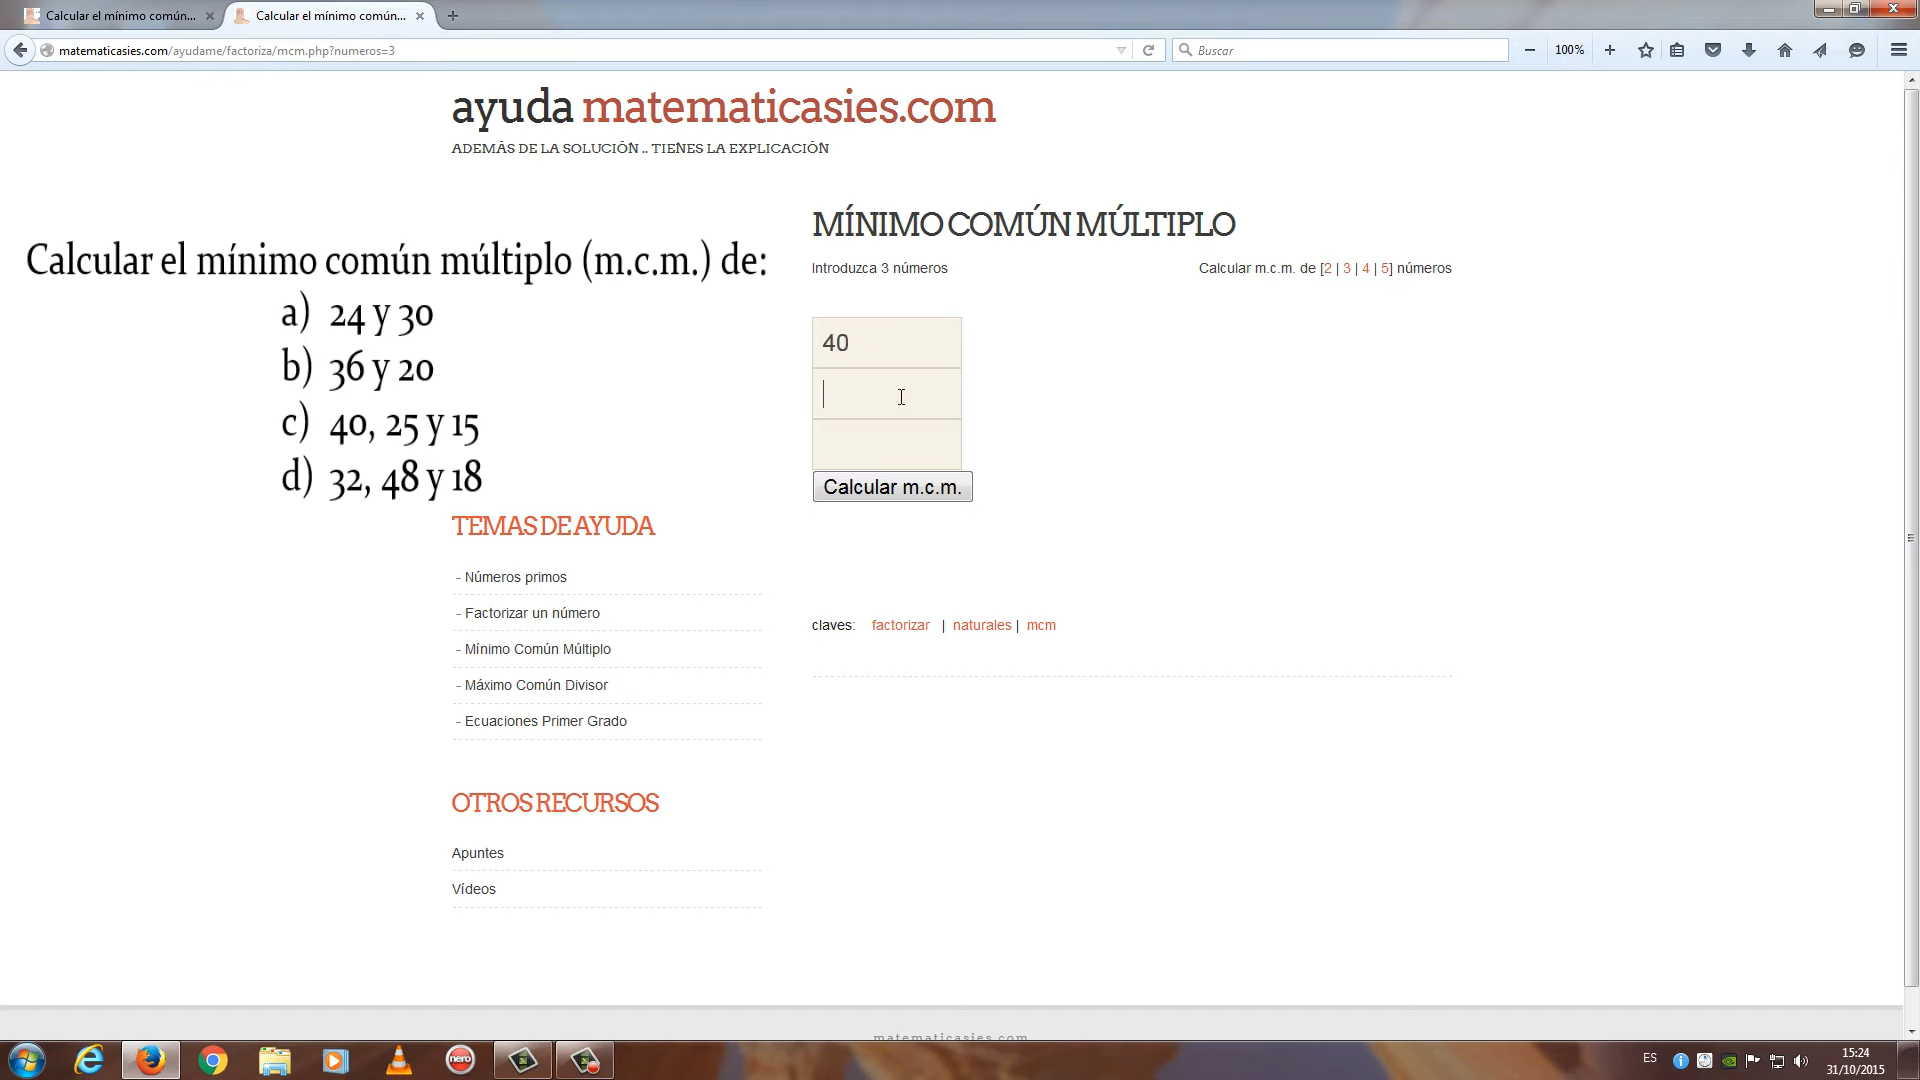 Calcular el mínimo común...
Calcular el mínimo común...
matematicasies.com/ayudame/factoriza/mcm.php?numeros=3
Buscar
100%
ayuda matematicasies.com
ADEMÁS DE LA SOLUCIÓN .. TIENES LA EXPLICACIÓN
Calcular el mínimo común múltiplo (m.c.m.) de:
a) 24 y 30
b) 36 y 20
c) 40, 25 y 15
d) 32, 48 y 18
MÍNIMO COMÚN MÚLTIPLO
Introduzca 3 números
Calcular m.c.m. de [2 | 3 | 4 | 5] números
40
Calcular m.c.m.
TEMAS DE AYUDA
- Números primos
- Factorizar un número
- Mínimo Común Múltiplo
- Máximo Común Divisor
- Ecuaciones Primer Grado
claves: factorizar | naturales | mcm
OTROS RECURSOS
Apuntes
Vídeos
matematicasies.com
nero
ES
15:24
31/10/2015